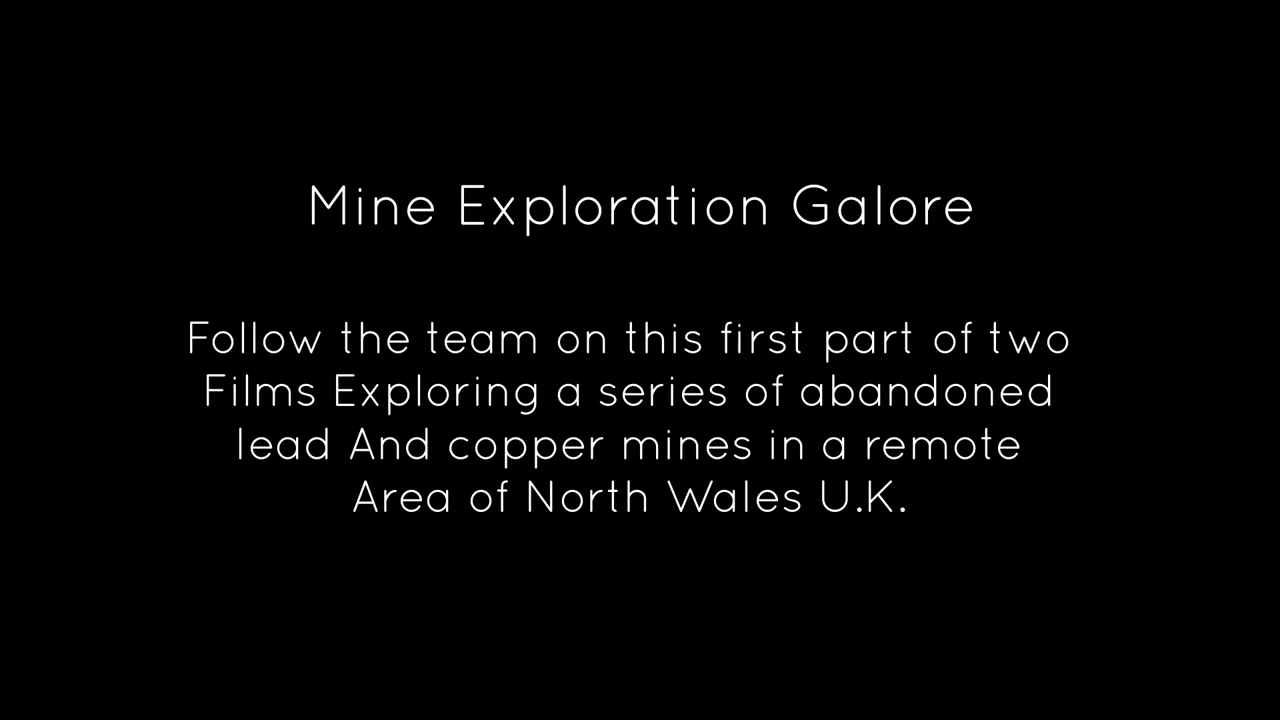 Mine Exploration Galore
Follow the team on this first part of two
Films Exploring a series of abandoned
lead And copper mines in a remote
Area of North Wales U.K.